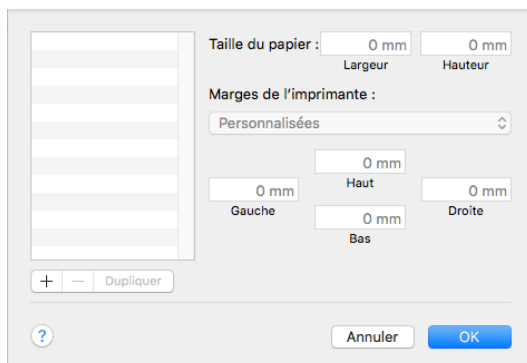 Taille du papier : 0 mm 0 mm
Largeur Hauteur
Marges de l'imprimante :
Personnalisées
0 mm
Haut
0 mm 0 mm
Gauche Droite
0 mm
Bas
+ − Dupliquer
? Annuler OK